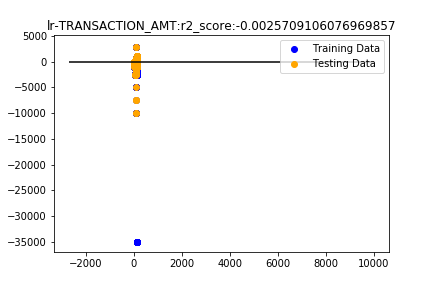 lr-TRANSACTION_AMT:r2_score:-0.0025709106076969857
5000
0
−5000
−10000
−15000
−20000
−25000
−30000
−35000
−2000 0 2000 4000 6000 8000 10000
Training Data
Testing Data